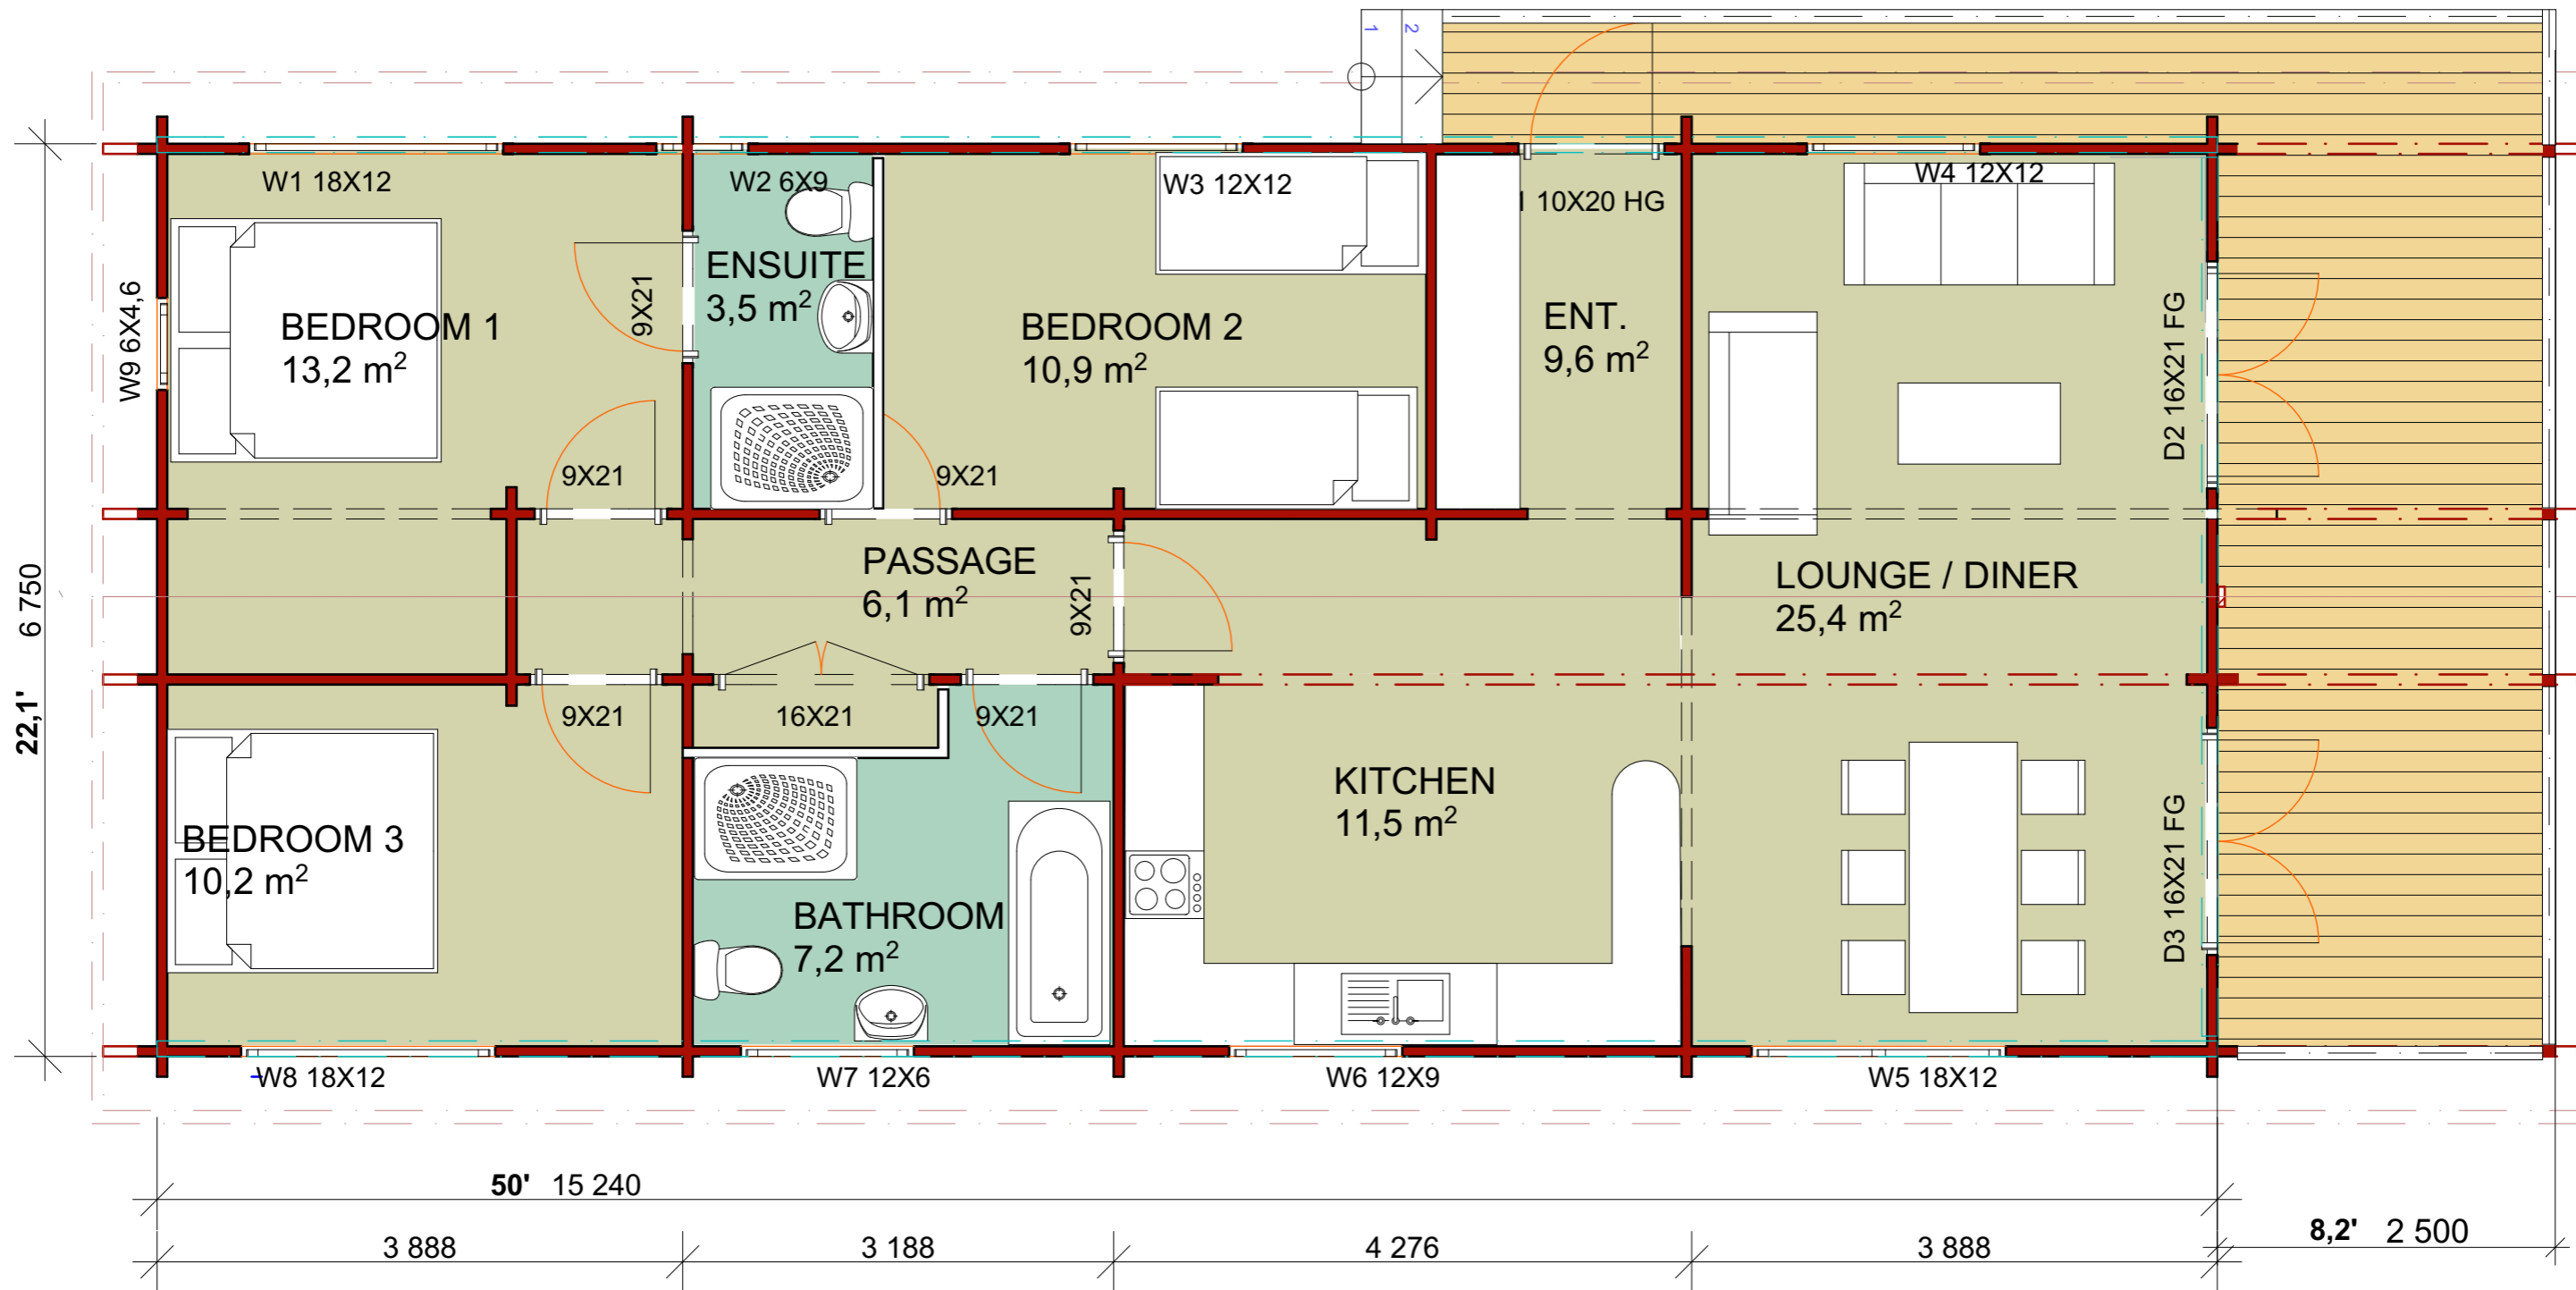 1
2
W1 18X12
W2 6X9
W3 12X12
10X20 HG
W4 12X12
W9 6X4,6
BEDROOM 1
13,2 m²
9X21
ENSUITE
3,5 m²
BEDROOM 2
10,9 m²
ENT.
9,6 m²
D2 16X21 FG
9X21
9X21
PASSAGE
6,1 m²
9X21
LOUNGE / DINER
25,4 m²
6 750
22,1'
9X21
16X21
9X21
BEDROOM 3
10,2 m²
KITCHEN
11,5 m²
BATHROOM
7,2 m²
D3 16X21 FG
W8 18X12
W7 12X6
W6 12X9
W5 18X12
50' 15 240
8,2' 2 500
3 888
3 188
4 276
3 888